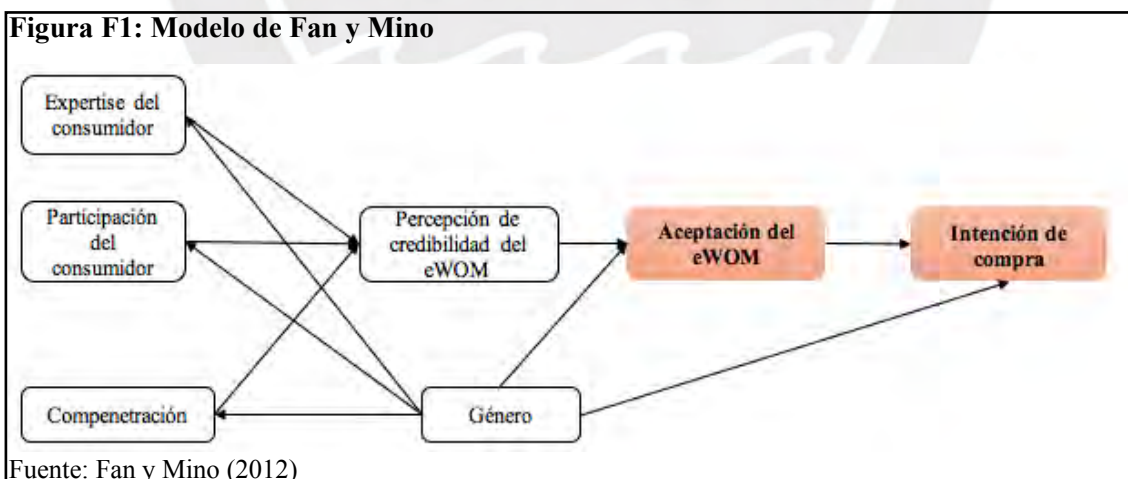 Figura F1: Modelo de Fan y Mino
Expertise del
consumidor
Participación
del
consumidor
Percepción de
credibilidad del
eWOM
Aceptación del
eWOM
Intención de
compra
Compenetración
Género
Fuente: Fan y Mino (2012)